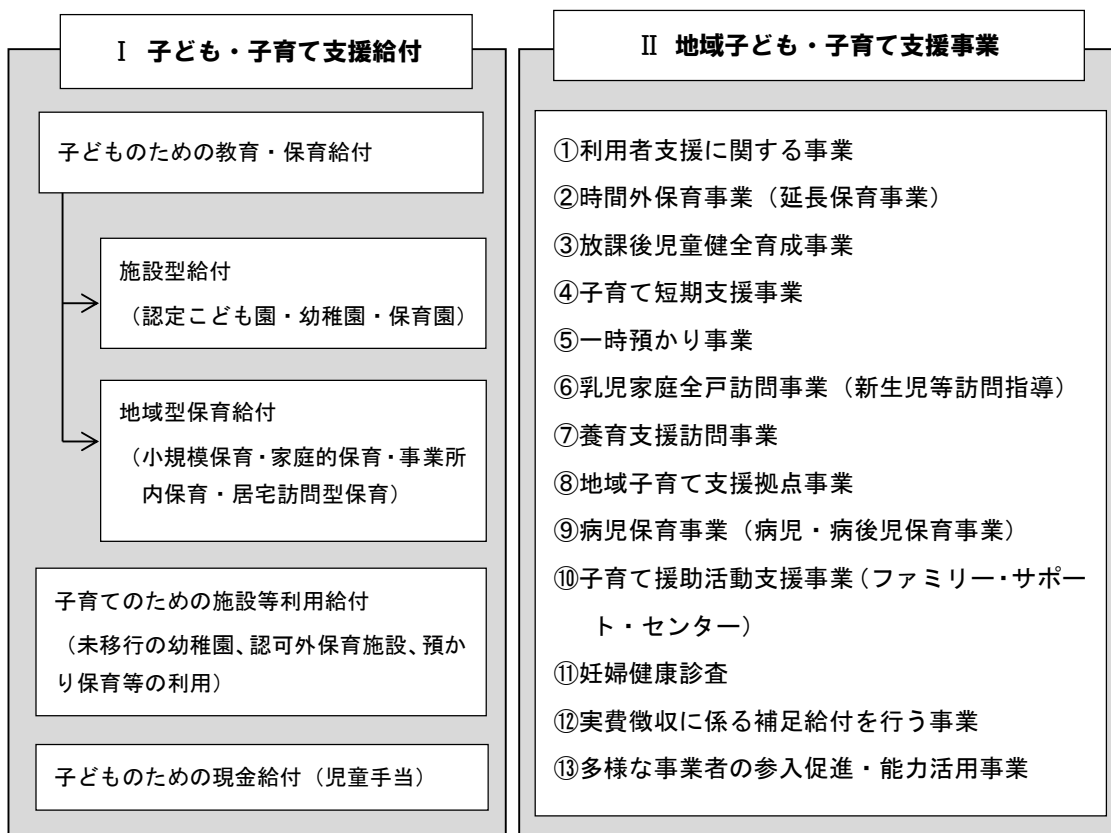 Ⅰ 子ども・子育て支援給付
子どものための教育・保育給付
施設型給付
(認定こども園・幼稚園・保育園)
地域型保育給付
(小規模保育・家庭的保育・事業所
内保育・居宅訪問型保育)
子育てのための施設等利用給付
(未移行の幼稚園、認可外保育施設、預か
り保育等の利用)
子どものための現金給付(児童手当)
Ⅱ 地域子ども・子育て支援事業
①利用者支援に関する事業
②時間外保育事業(延長保育事業)
③放課後児童健全育成事業
④子育て短期支援事業
⑤一時預かり事業
⑥乳児家庭全戸訪問事業(新生児等訪問指導)
⑦養育支援訪問事業
⑧地域子育て支援拠点事業
⑨病児保育事業(病児・病後児保育事業)
⑩子育て援助活動支援事業(ファミリー・サポー
ト・センター)
⑪妊婦健康診査
⑫実費徴収に係る補足給付を行う事業
⑬多様な事業者の参入促進・能力活用事業